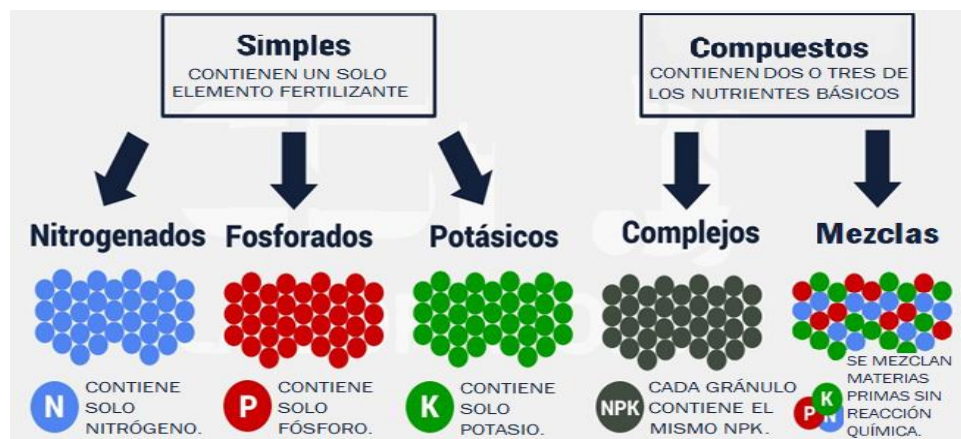 Simples
CONTIENEN UN SOLO
ELEMENTO FERTILIZANTE
Compuestos
CONTIENEN DOS O TRES DE
LOS NUTRIENTES BÁSICOS
Nitrogenados
Fosforados
Potásicos
Complejos
Mezclas
N
CONTIENE
SOLO
NITRÓGENO.
P
CONTIENE
SOLO
FÓSFORO.
K
CONTIENE
SOLO
POTASIO.
NPK
CADA GRÁNULO
CONTIENE EL
MISMO NPK.
K
P N
SE MEZCLAN
MATERIAS
PRIMAS SIN
REACCIÓN
QUÍMICA.